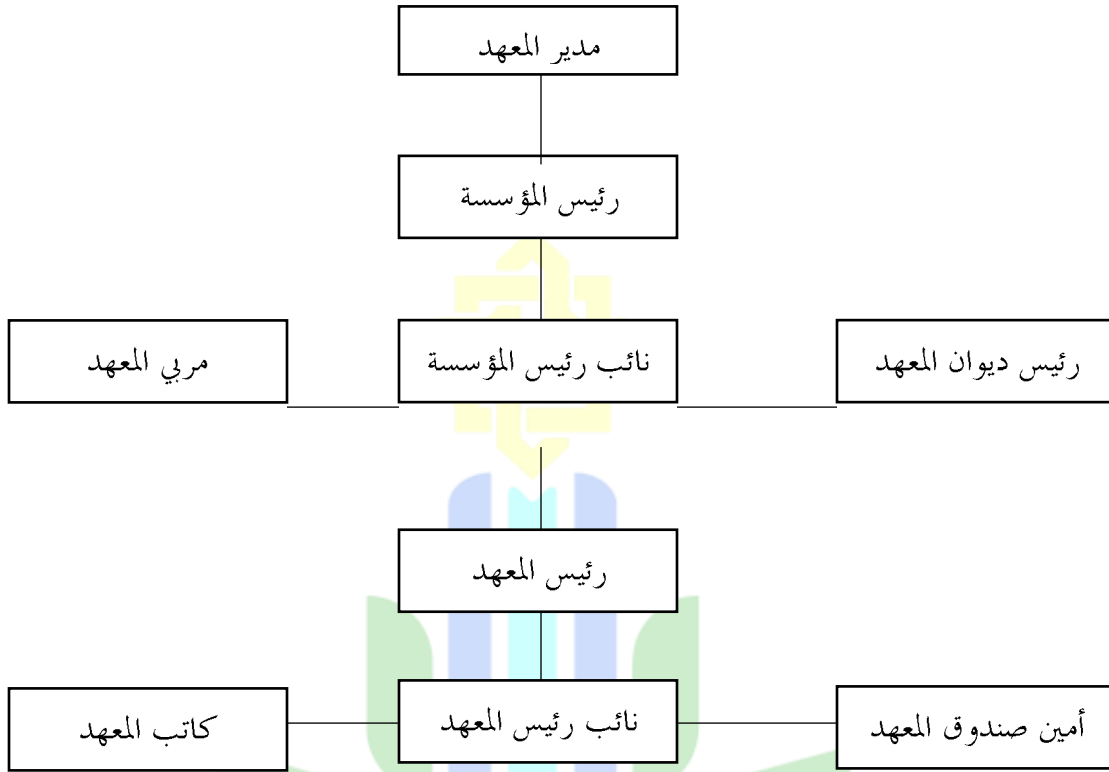 مدير المعهد
رئيس المؤسسة
رئيس ديوان المعهد
نائب رئيس المؤسسة
مربي المعهد
رئيس المعهد
أمين صندوق المعهد
نائب رئيس المعهد
كاتب المعهد